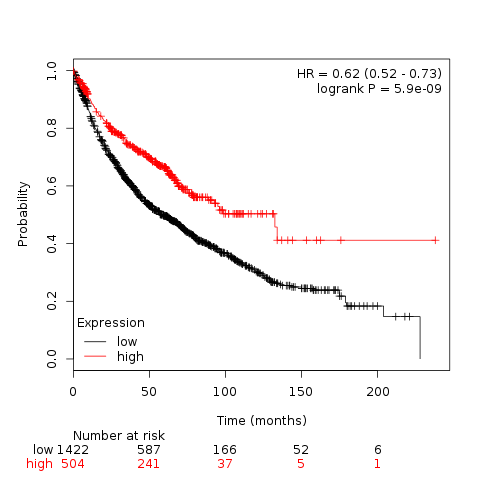 HR = 0.62 (0.52 - 0.73)
logrank P = 5.9e-09
Probability
1.0
0.8
0.6
0.4
0.2
0.0
Expression
low
high
0 50 100 150 200
Time (months)
Number at risk
low 1422 587 166 52 6
high 504 241 37 5 1